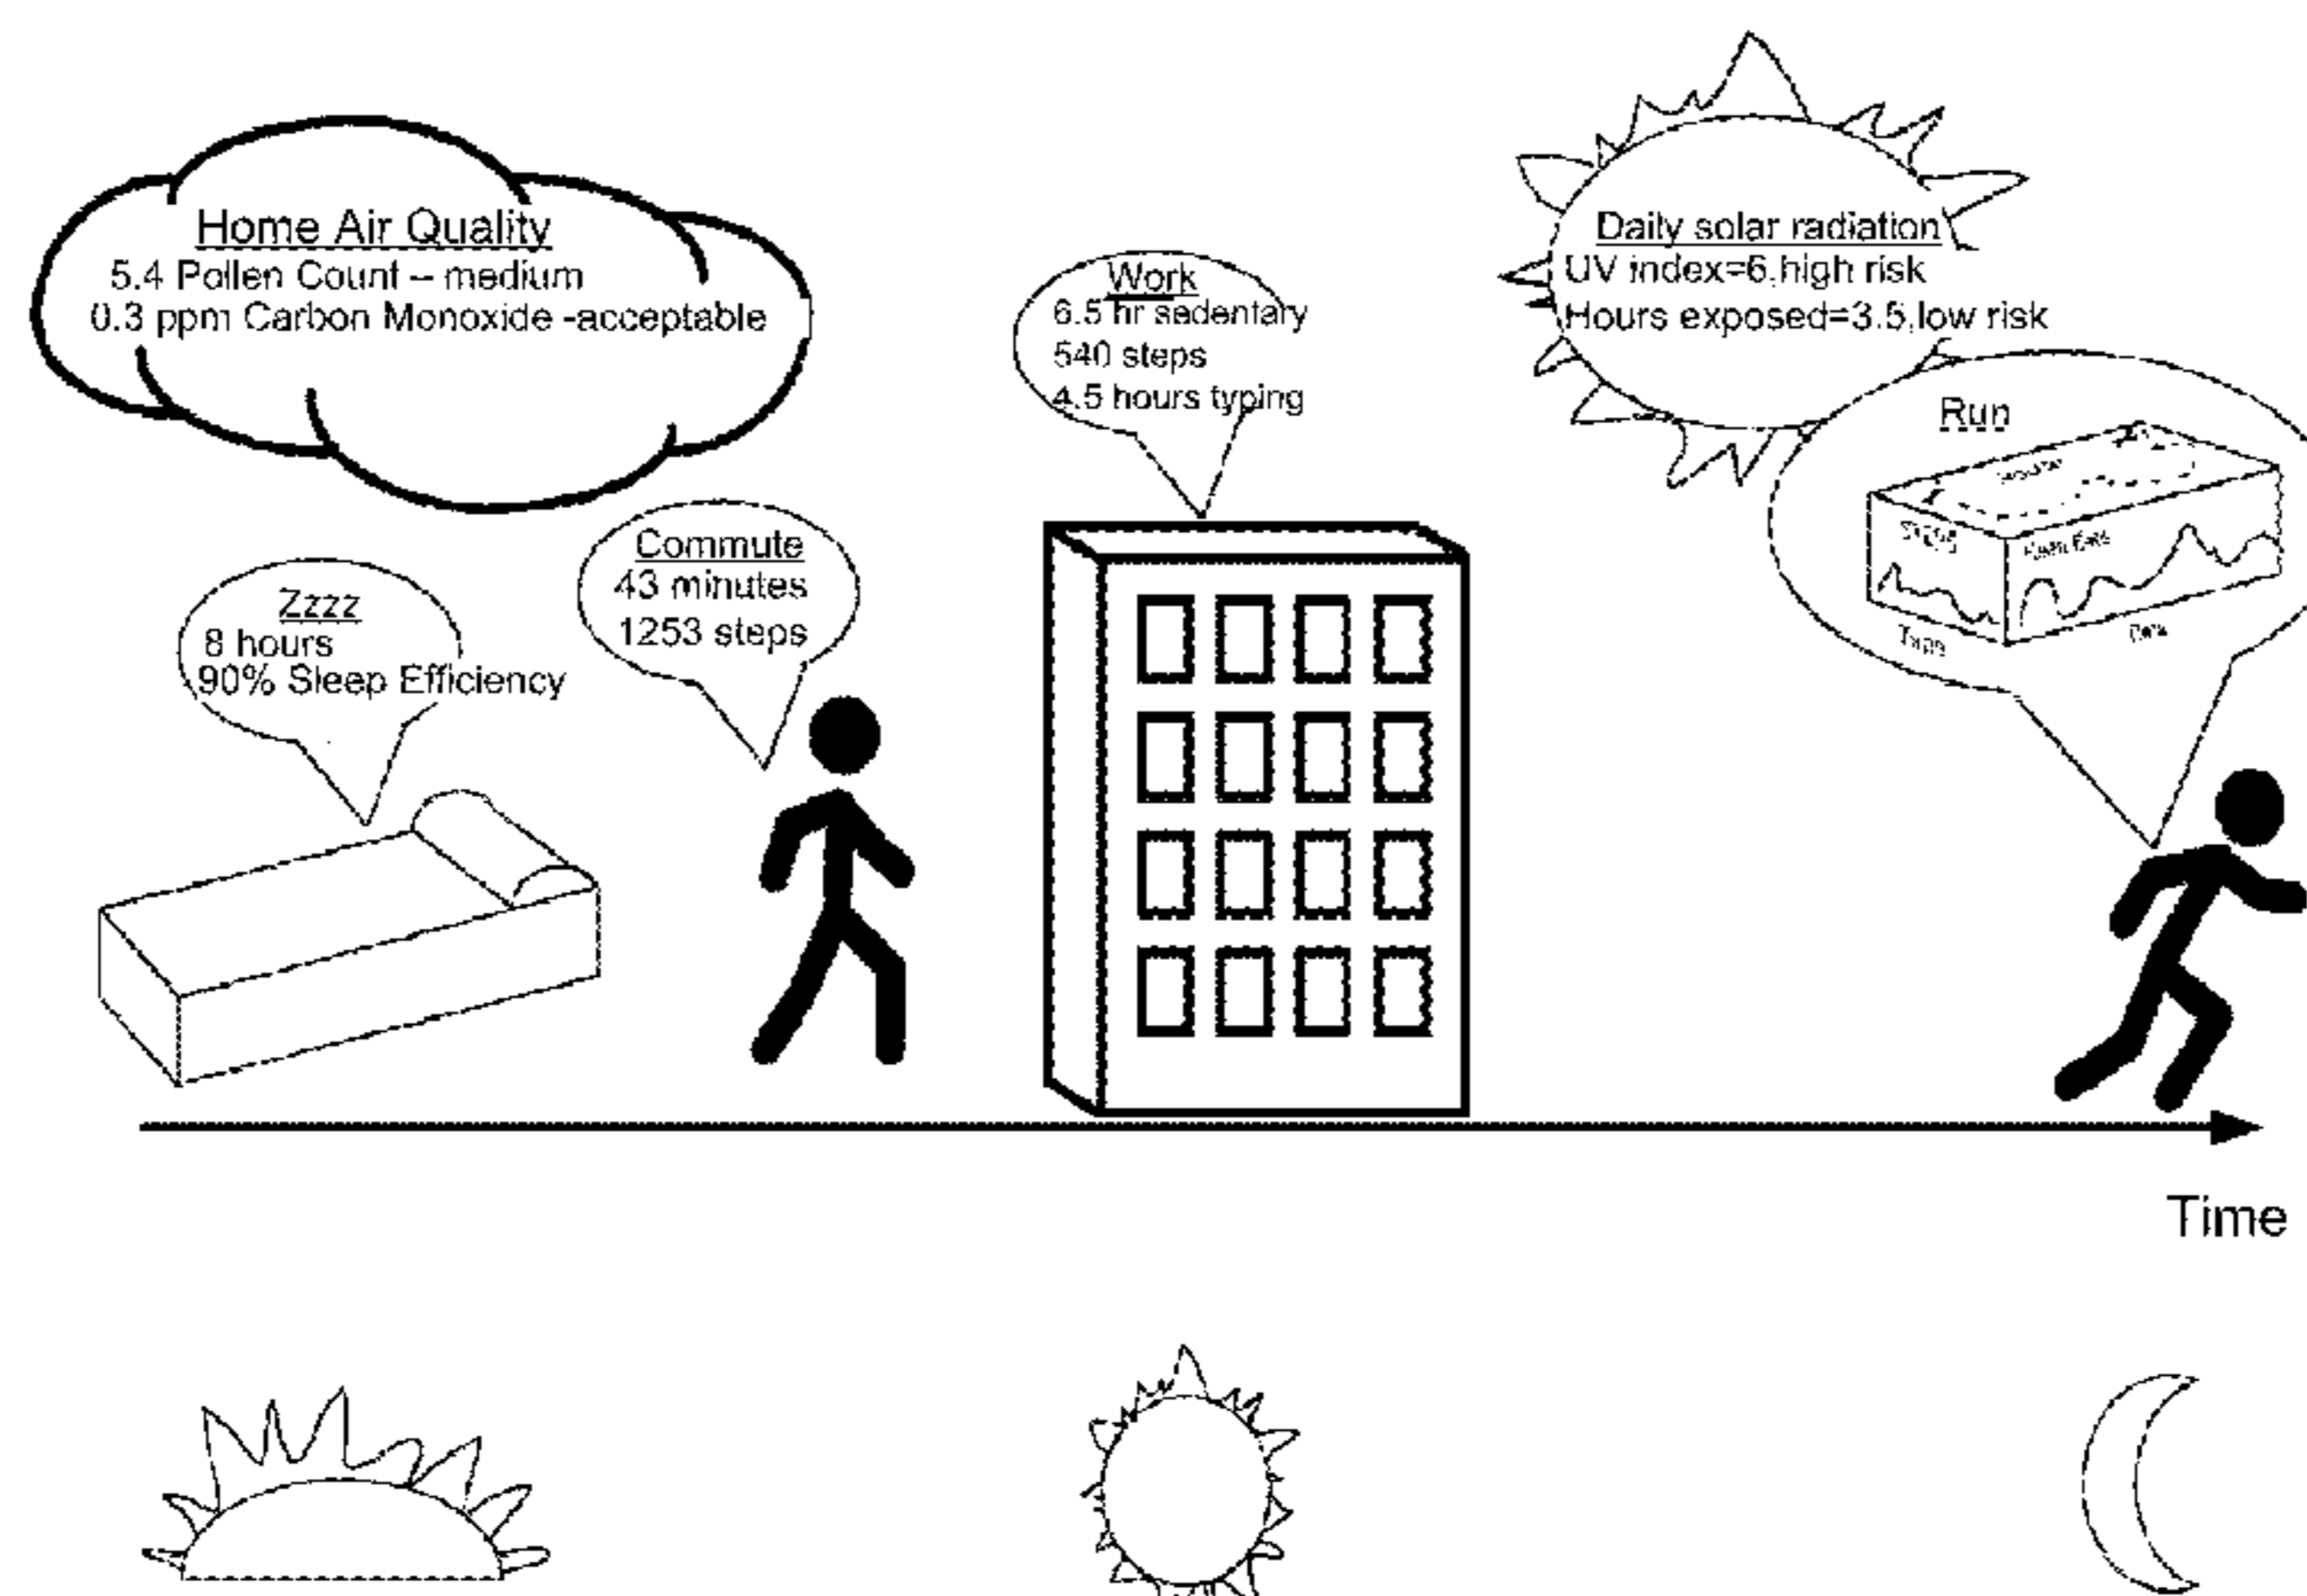 Home Air Quality
5.4 Pollen Count – medium
0.3 ppm Carbon Monoxide -acceptable
Daily solar radiation
UV index=6,high risk
Hours exposed=3.5,low risk
Work
6.5 hr sedentary
540 steps
4.5 hours typing
Run
Heart Rate
Commute
43 minutes
1253 steps
Zzzz
8 hours
90% Sleep Efficiency
Time